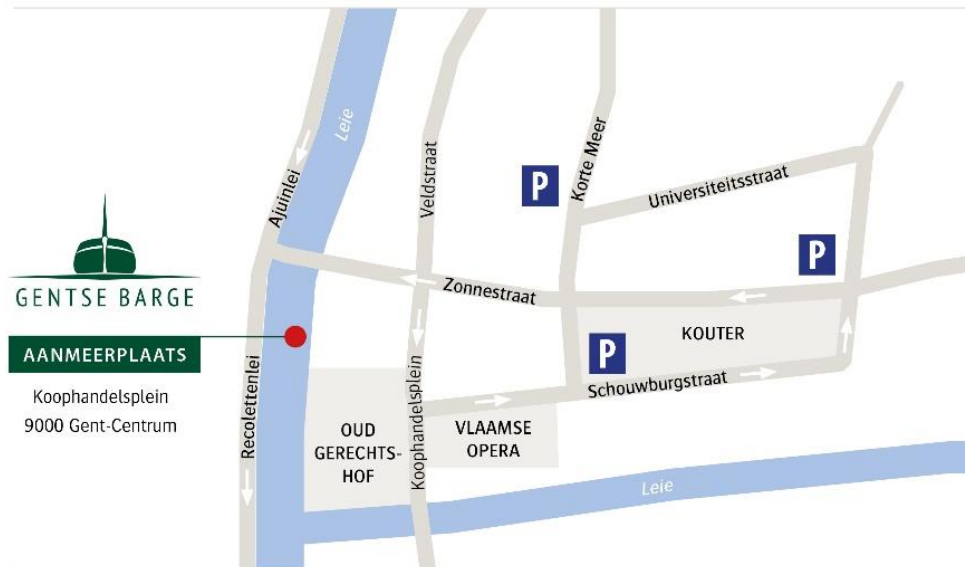 Leie
Ajuinlei
Veldstraat
Korte Meer
P
Universiteitsstraat
P
GENTSE BARGE
Zonnestraat
AANMEERPLAATS
KOUTER
P
Koophandelsplein
9000 Gent-Centrum
Schouwburgstraat
Recolettenlei
Koophandelsplein
OUD
GERECHTS-
HOF
VLAAMSE
OPERA
Leie